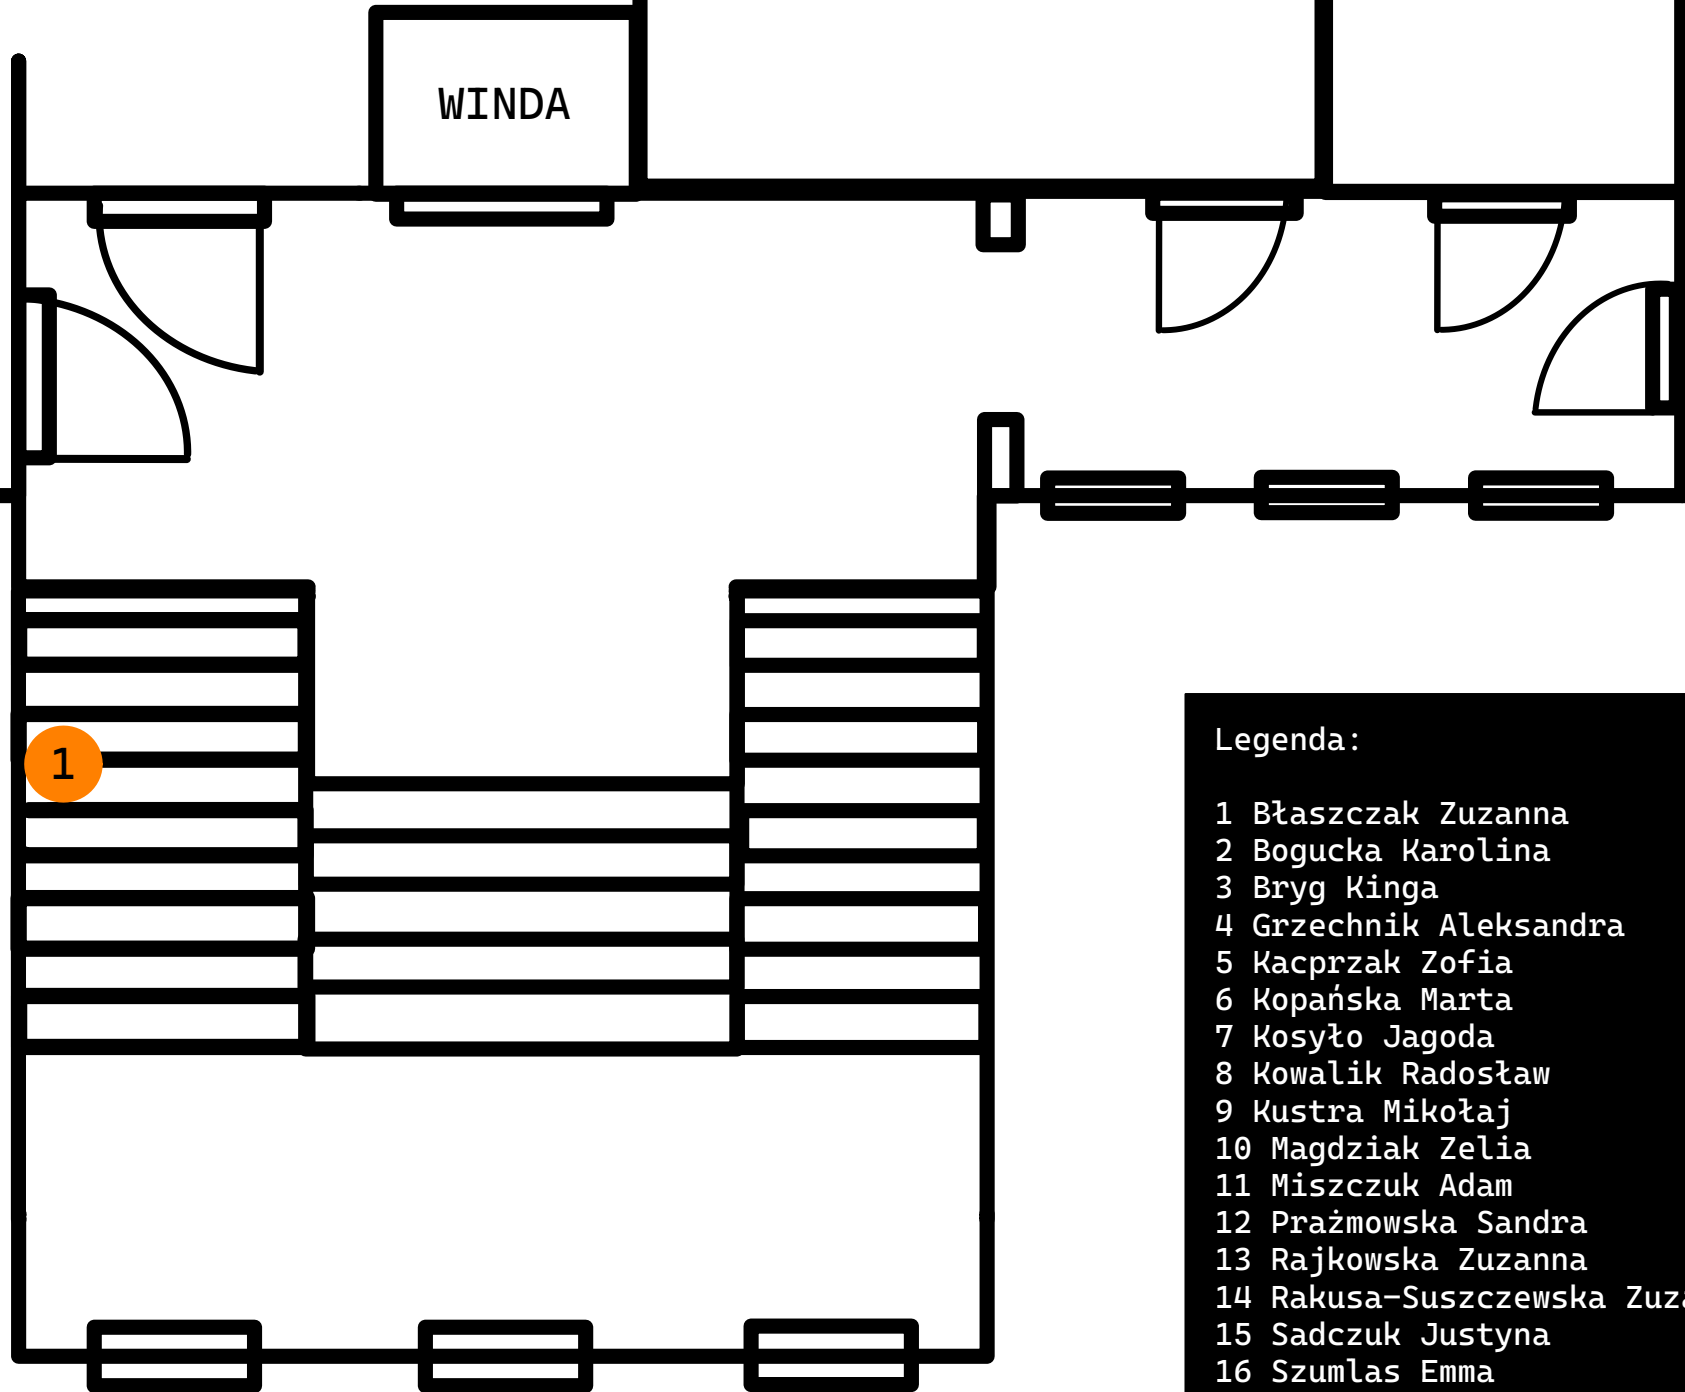 WINDA
1
Legenda:
1 Błaszczak Zuzanna
2 Bogucka Karolina
3 Bryg Kinga
4 Grzechnik Aleksandra
5 Kacprzak Zofia
6 Kopańska Marta
7 Kosyło Jagoda
8 Kowalik Radosław
9 Kustra Mikołaj
10 Magdziak Zelia
11 Miszczuk Adam
12 Prażmowska Sandra
13 Rajkowska Zuzanna
14 Rakusa-Suszczewska
15 Sadczuk Justyna
16 Szumlas Emma